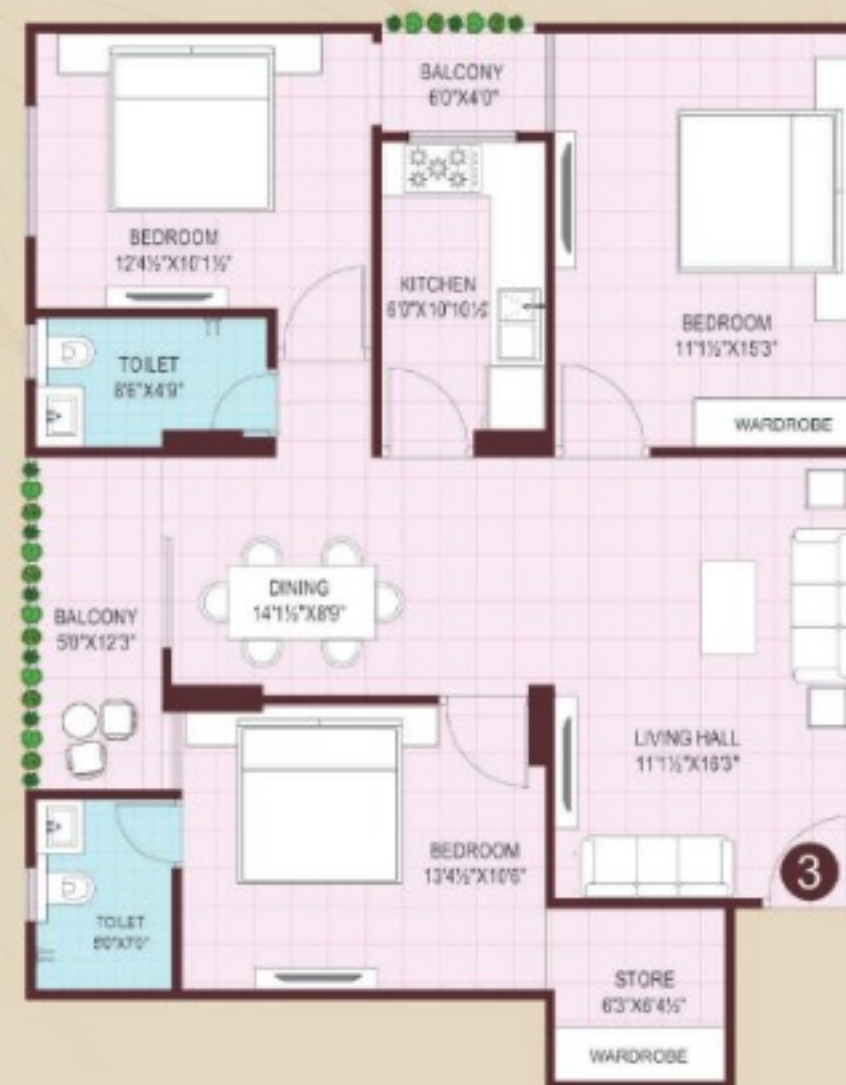 BALCONY
6'0"X4'0"
BEDROOM
12'4½"X10'1½"
KITCHEN
6'0"X10'10½"
BEDROOM
11'1½"X15'3"
TOILET
8'6"X4'9"
WARDROBE
DINING
14'1½"X8'9"
BALCONY
5'0"X12'3"
LIVING HALL
11'1½"X16'3"
BEDROOM
13'4½"X10'6"
3
TOILET
STORE
6'3"X6'4½"
WARDROBE